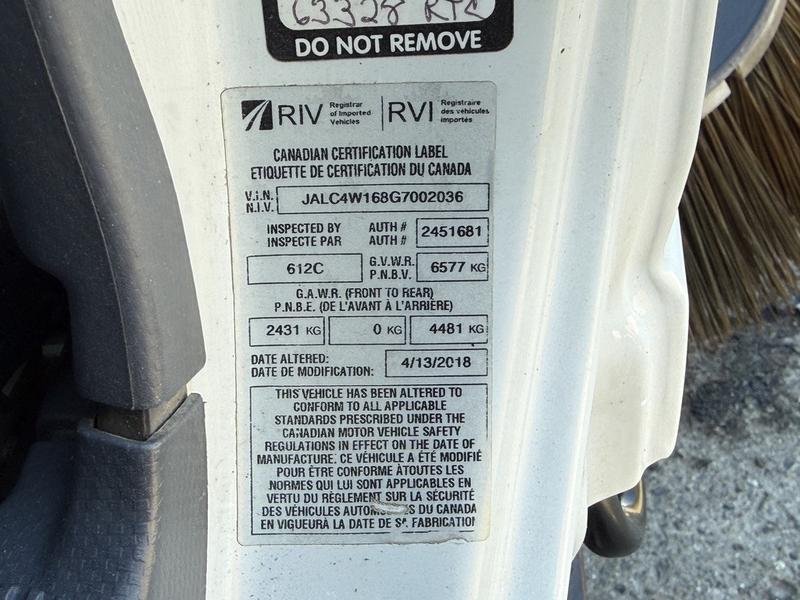 63328 RTC
DO NOT REMOVE
RIV Registrar of Imported Vehicles RVI Registraire des véhicules importés
CANADIAN CERTIFICATION LABEL
ETIQUETTE DE CERTIFICATION DU CANADA
V.I.N. N.I.V. JALC4W168G7002036
INSPECTED BY AUTH # 2451681
INSPECTE PAR AUTH #
612C G.V.W.R. P.N.B.V. 6577 KG
G.A.W.R. (FRONT TO REAR)
P.N.B.E. (DE L'AVANT À L'ARRIÈRE)
2431 KG 0 KG 4481 KG
DATE ALTERED: 4/13/2018
DATE DE MODIFICATION:
THIS VEHICLE HAS BEEN ALTERED TO
CONFORM TO ALL APPLICABLE
STANDARDS PRESCRIBED UNDER THE
CANADIAN MOTOR VEHICLE SAFETY
REGULATIONS IN EFFECT ON THE DATE OF
MANUFACTURE. CE VÉHICULE A ÉTÉ MODIFIÉ
POUR ÊTRE CONFORME ÀTOUTES LES
NORMES QUI LUI SONT APPLICABLES EN
VERTU DU RÈGLEMENT SUR LA SÉCURITÉ
DES VÉHICULES DU CANADA
EN VIGUEURÀ LA DATE DE FABRICATION